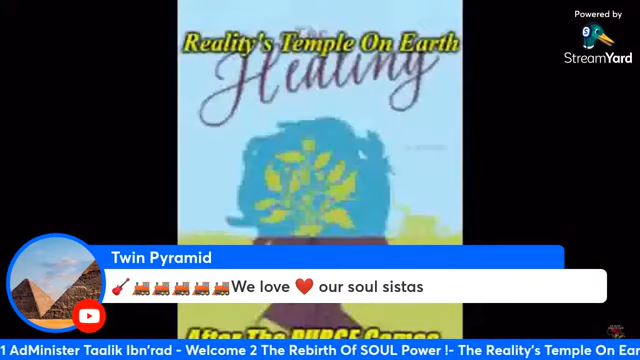 Powered by
StreamYard
Reality's Temple On Earth
The
Healing
Twin Pyramid
🎸🚂🚂🚂🚂🚂We love ❤️ our soul sistas
After The PURGE Comes
1 AdMinister Taalik Ibn'rad - Welcome 2 The Rebirth Of SOUL Power !- The Reality's Temple On Ear